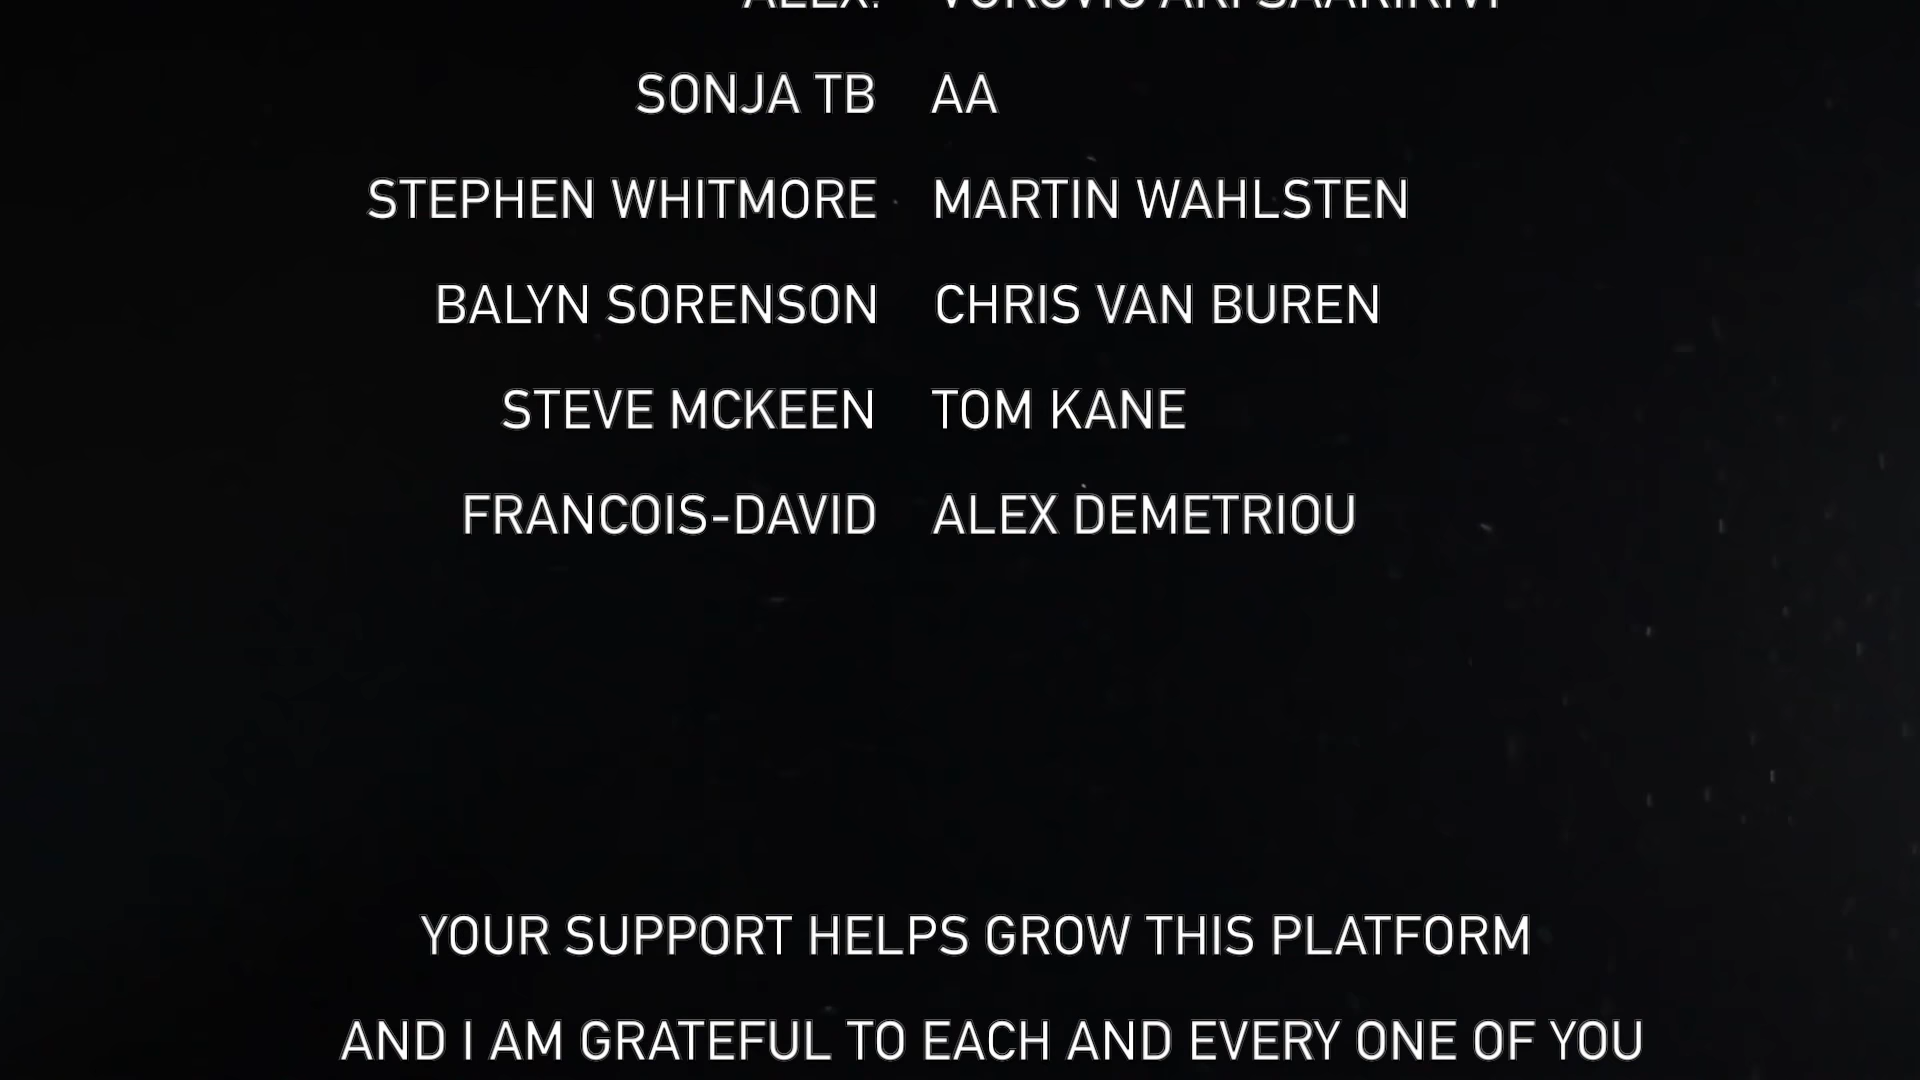 SONJA TB AA
STEPHEN WHITMORE MARTIN WAHLSTEN
BALYN SORENSON CHRIS VAN BUREN
STEVE MCKEEN TOM KANE
FRANCOIS-DAVID ALEX DEMETRIOU
YOUR SUPPORT HELPS GROW THIS PLATFORM
AND I AM GRATEFUL TO EACH AND EVERY ONE OF YOU